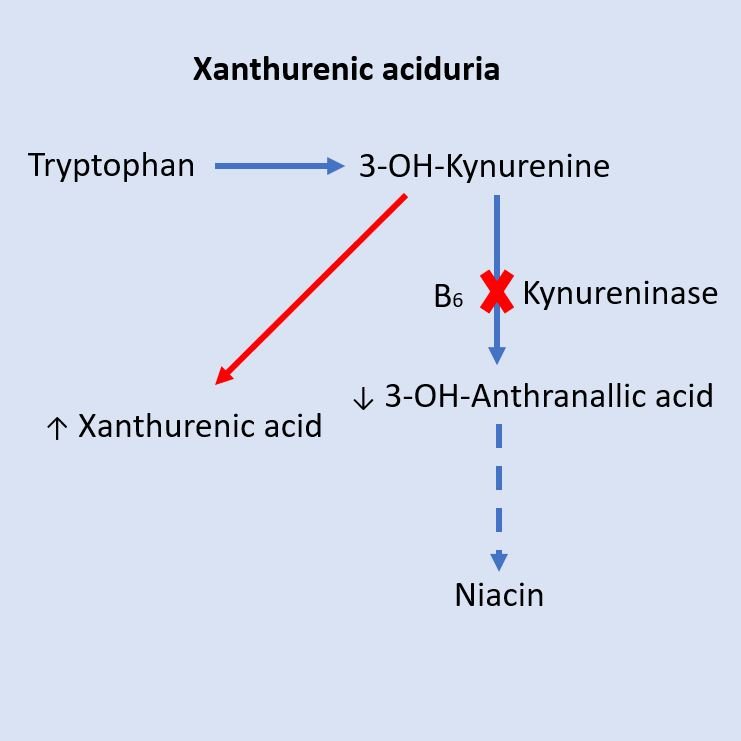 Xanthurenic aciduria
Tryptophan
3-OH-Kynurenine
B₆
Kynureninase
↓ 3-OH-Anthranallic acid
↑ Xanthurenic acid
Niacin